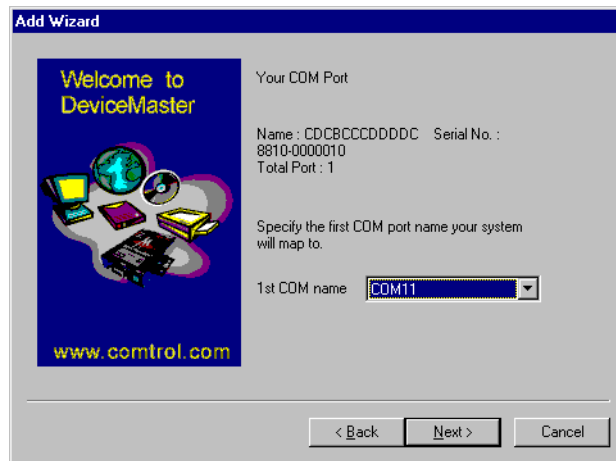 Add Wizard
Welcome to
DeviceMaster
www.comtrol.com
Your COM Port
Name : CDCBCCCDDDDC Serial No. :
8810-0000010
Total Port : 1
Specify the first COM port name your system
will map to.
1st COM name COM11
< Back Next > Cancel